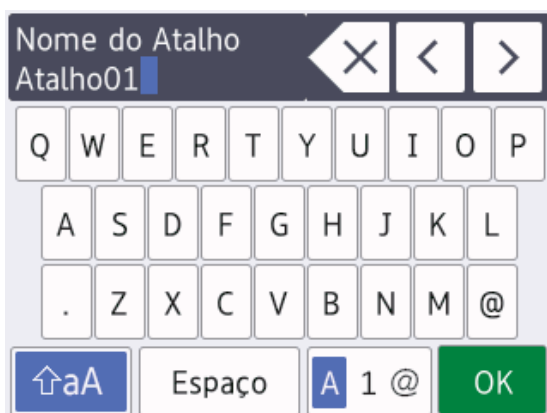 Nome do Atalho
Atalho01
Q W E R T Y U I O P
A S D F G H J K L
. Z X C V B N M @
aA Espaço A 1 @ OK